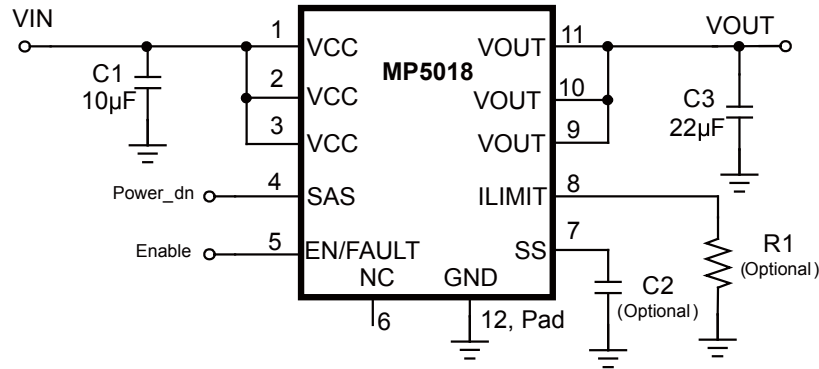 VIN
VOUT
1
VCC
VOUT
11
MP5018
C1
10µF
2
VCC
VOUT
10
C3
22µF
3
VCC
VOUT
9
Power_dn
4
SAS
ILIMIT
8
Enable
5
EN/FAULT
SS
7
R1
(Optional)
NC
GND
C2
(Optional)
6
12, Pad